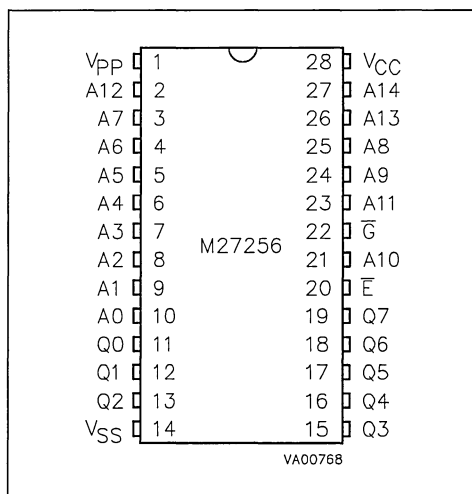 VPP 1 28 VCC
A12 2 27 A14
A7 3 26 A13
A6 4 25 A8
A5 5 24 A9
A4 6 23 A11
A3 7 22 G̅
M27256
A2 8 21 A10
A1 9 20 E̅
A0 10 19 Q7
Q0 11 18 Q6
Q1 12 17 Q5
Q2 13 16 Q4
VSS 14 15 Q3
VA00768